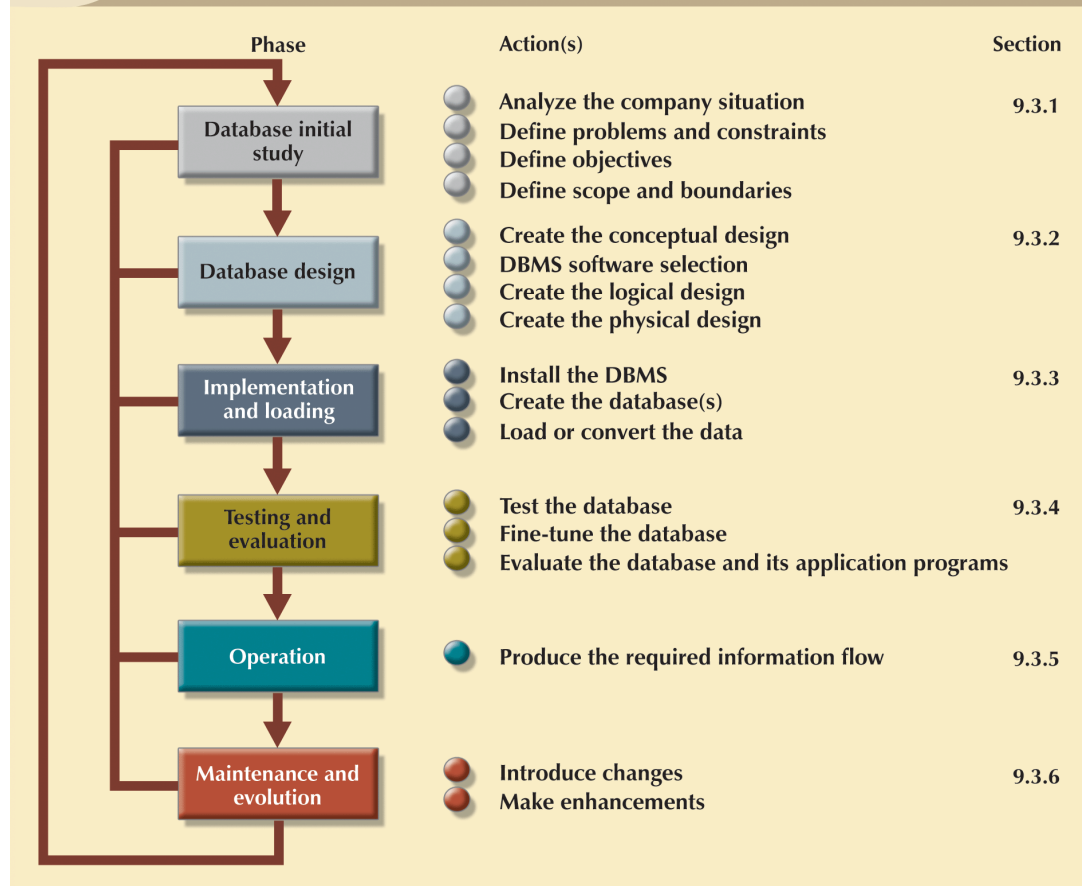 Phase Action(s) Section
Database initial
study
Analyze the company situation 9.3.1
Define problems and constraints
Define objectives
Define scope and boundaries
Database design
Create the conceptual design 9.3.2
DBMS software selection
Create the logical design
Create the physical design
Implementation
and loading
Install the DBMS 9.3.3
Create the database(s)
Load or convert the data
Testing and
evaluation
Test the database 9.3.4
Fine-tune the database
Evaluate the database and its application programs
Operation
Produce the required information flow 9.3.5
Maintenance and
evolution
Introduce changes 9.3.6
Make enhancements